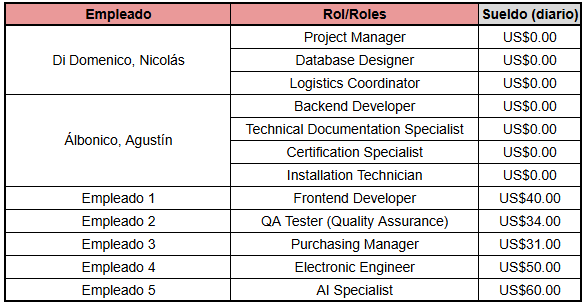 Empleado Rol/Roles Sueldo (diario)
Di Domenico, Nicolás Project Manager US$0.00
Database Designer US$0.00
Logistics Coordinator US$0.00
Álbonico, Agustín Backend Developer US$0.00
Technical Documentation Specialist US$0.00
Certification Specialist US$0.00
Installation Technician US$0.00
Empleado 1 Frontend Developer US$40.00
Empleado 2 QA Tester (Quality Assurance) US$34.00
Empleado 3 Purchasing Manager US$31.00
Empleado 4 Electronic Engineer US$50.00
Empleado 5 AI Specialist US$60.00